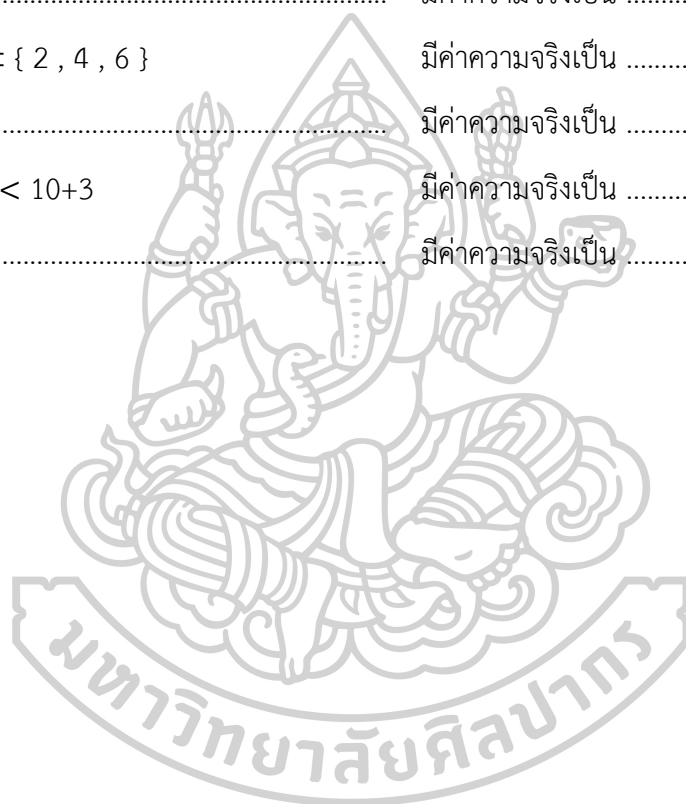 ................................................ มีค่าความจริงเป็น .........
= { 2 , 4 , 6 } มีค่าความจริงเป็น .........
................................................ มีค่าความจริงเป็น .........
< 10+3 มีค่าความจริงเป็น .........
................................................ มีค่าความจริงเป็น .........
มหาวิทยาลัยศิลปากร